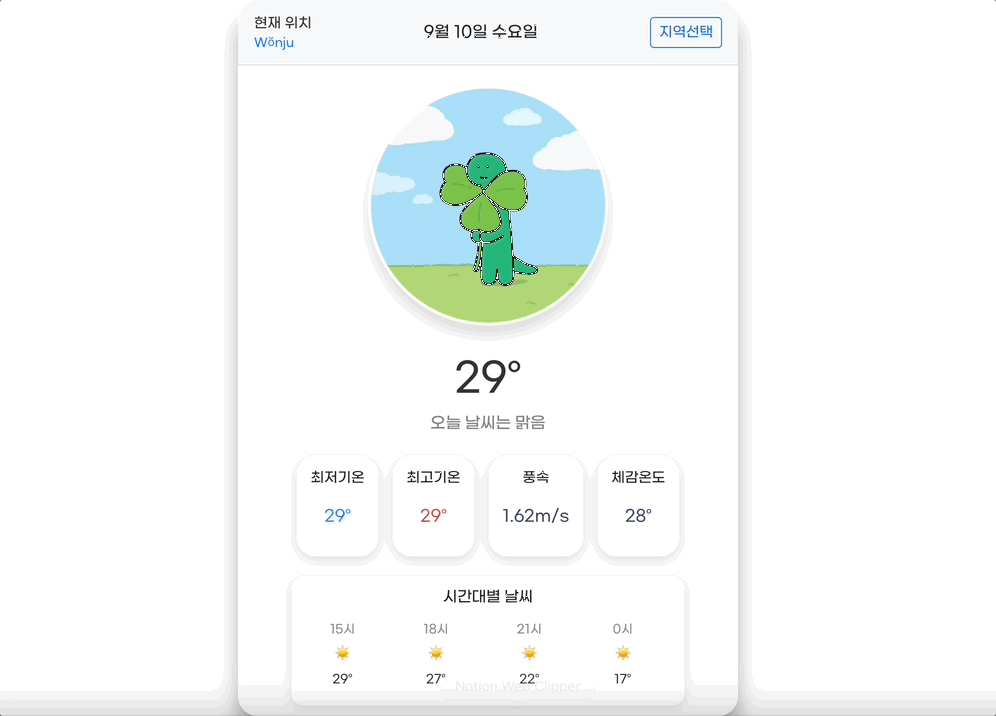 현재 위치
Wŏnju
9월 10일 수요일
지역선택
29°
오늘 날씨는 맑음
최저기온 최고기온 풍속 체감온도
29° 29° 1.62m/s 28°
시간대별 날씨
15시 18시 21시 0시
29° 27° 22° 17°
Notion Web Clipper